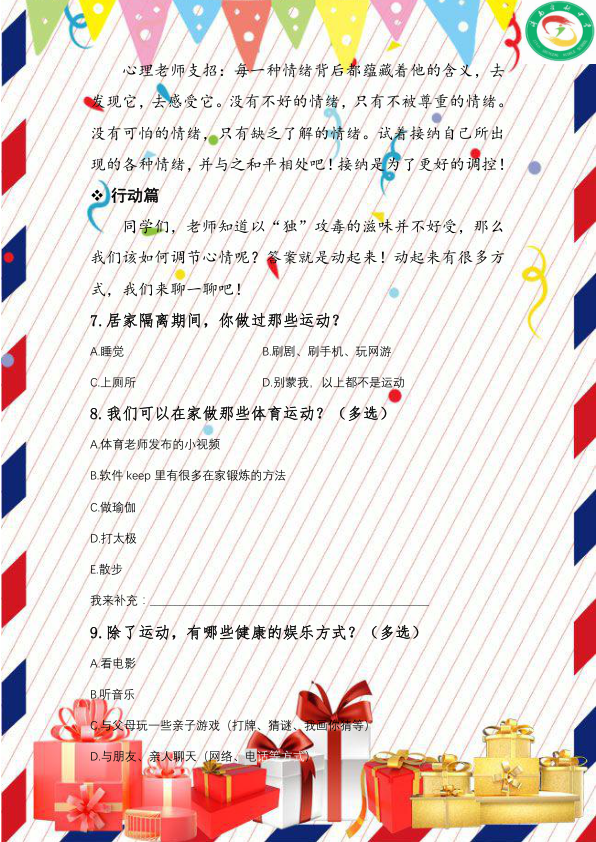 心理老师支招：每一种情绪背后都蕴藏着他的含义，去
发现它，去感受它。没有不好的情绪，只有不被尊重的情绪。
没有可怕的情绪，只有缺乏了解的情绪。试着接纳自己所出
现的各种情绪，并与之和平相处吧！接纳是为了更好的调控！
❖ 行动篇
同学们，老师知道以“独”攻毒的滋味并不好受，那么
我们该如何调节心情呢？答案就是动起来！动起来有很多方
式，我们来聊一聊吧！
7.居家隔离期间，你做过那些运动？
A.睡觉 B.刷剧、刷手机、玩网游
C.上厕所 D.别蒙我，以上都不是运动
8.我们可以在家做那些体育运动？（多选）
A.体育老师发布的小视频
B.软件 keep 里有很多在家锻炼的方法
C.做瑜伽
D.打太极
E.散步
我来补充：
9.除了运动，有哪些健康的娱乐方式？（多选）
A.看电影
B.听音乐
C.与父母玩一些亲子游戏（打牌、猜谜、我画你猜等）
D.与朋友、亲人聊天（网络、电话等方式）